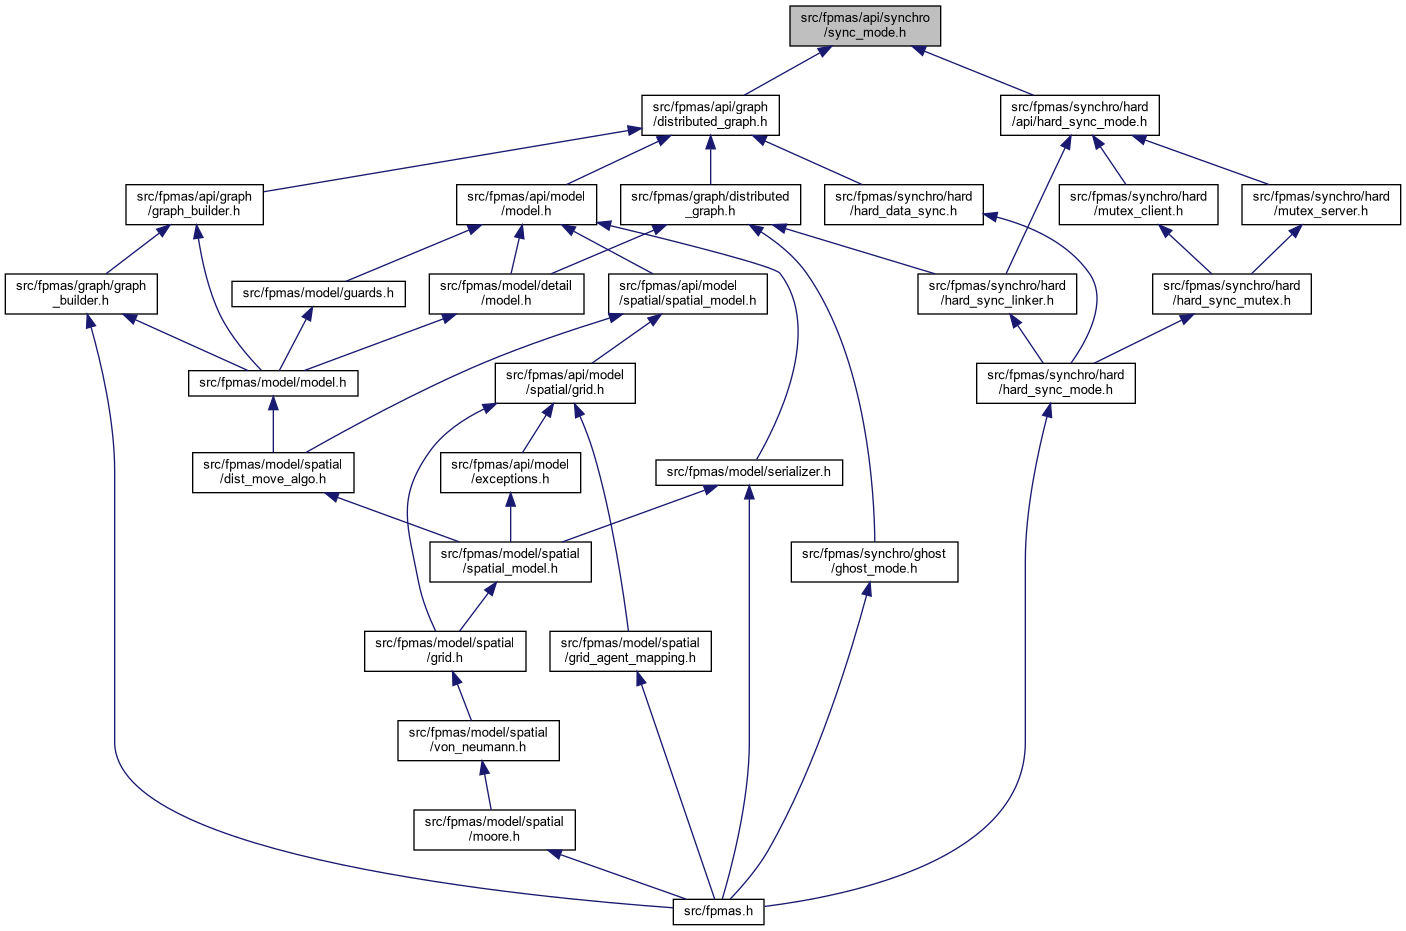 src/fpmas/api/synchro
/sync_mode.h
src/fpmas/api/graph
/distributed_graph.h
src/fpmas/synchro/hard
/api/hard_sync_mode.h
src/fpmas/api/graph
/graph_builder.h
src/fpmas/api/model
/model.h
src/fpmas/graph/distributed
_graph.h
src/fpmas/synchro/hard
/hard_data_sync.h
src/fpmas/synchro/hard
/mutex_client.h
src/fpmas/synchro/hard
/mutex_server.h
src/fpmas/graph/graph
_builder.h
src/fpmas/model/guards.h
src/fpmas/model/detail
/model.h
src/fpmas/api/model
/spatial/spatial_model.h
src/fpmas/synchro/hard
/hard_sync_linker.h
src/fpmas/synchro/hard
/hard_sync_mutex.h
src/fpmas/model/model.h
src/fpmas/api/model
/spatial/grid.h
src/fpmas/synchro/hard
/hard_sync_mode.h
src/fpmas/model/spatial
/dist_move_algo.h
src/fpmas/api/model
/exceptions.h
src/fpmas/model/serializer.h
src/fpmas/model/spatial
/spatial_model.h
src/fpmas/synchro/ghost
/ghost_mode.h
src/fpmas/model/spatial
/grid.h
src/fpmas/model/spatial
/grid_agent_mapping.h
src/fpmas/model/spatial
/von_neumann.h
src/fpmas/model/spatial
/moore.h
src/fpmas.h